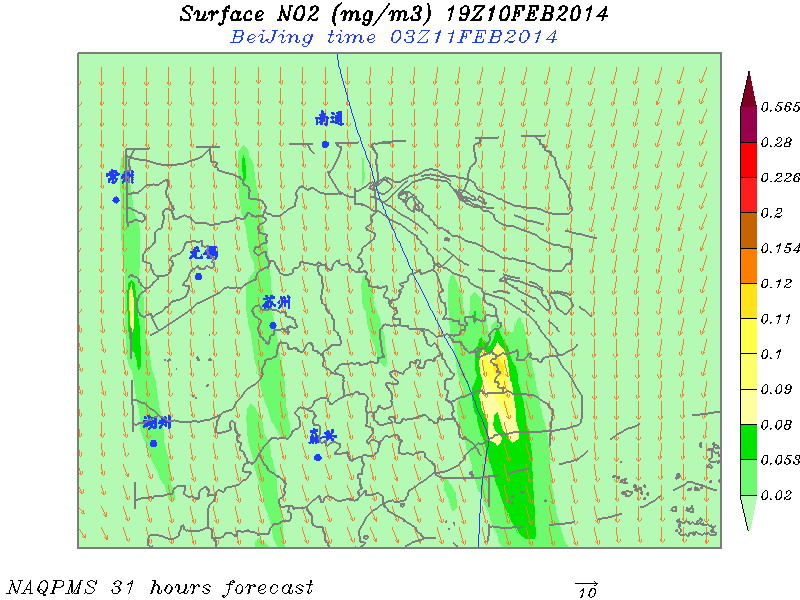 Surface NO2 (mg/m3) 19Z10FEB2014
BeiJing time 03Z11FEB2014
南通
常州
无锡
苏州
湖州
嘉兴
0.565
0.28
0.226
0.2
0.154
0.12
0.11
0.1
0.09
0.08
0.053
0.02
NAQPMS 31 hours forecast
10